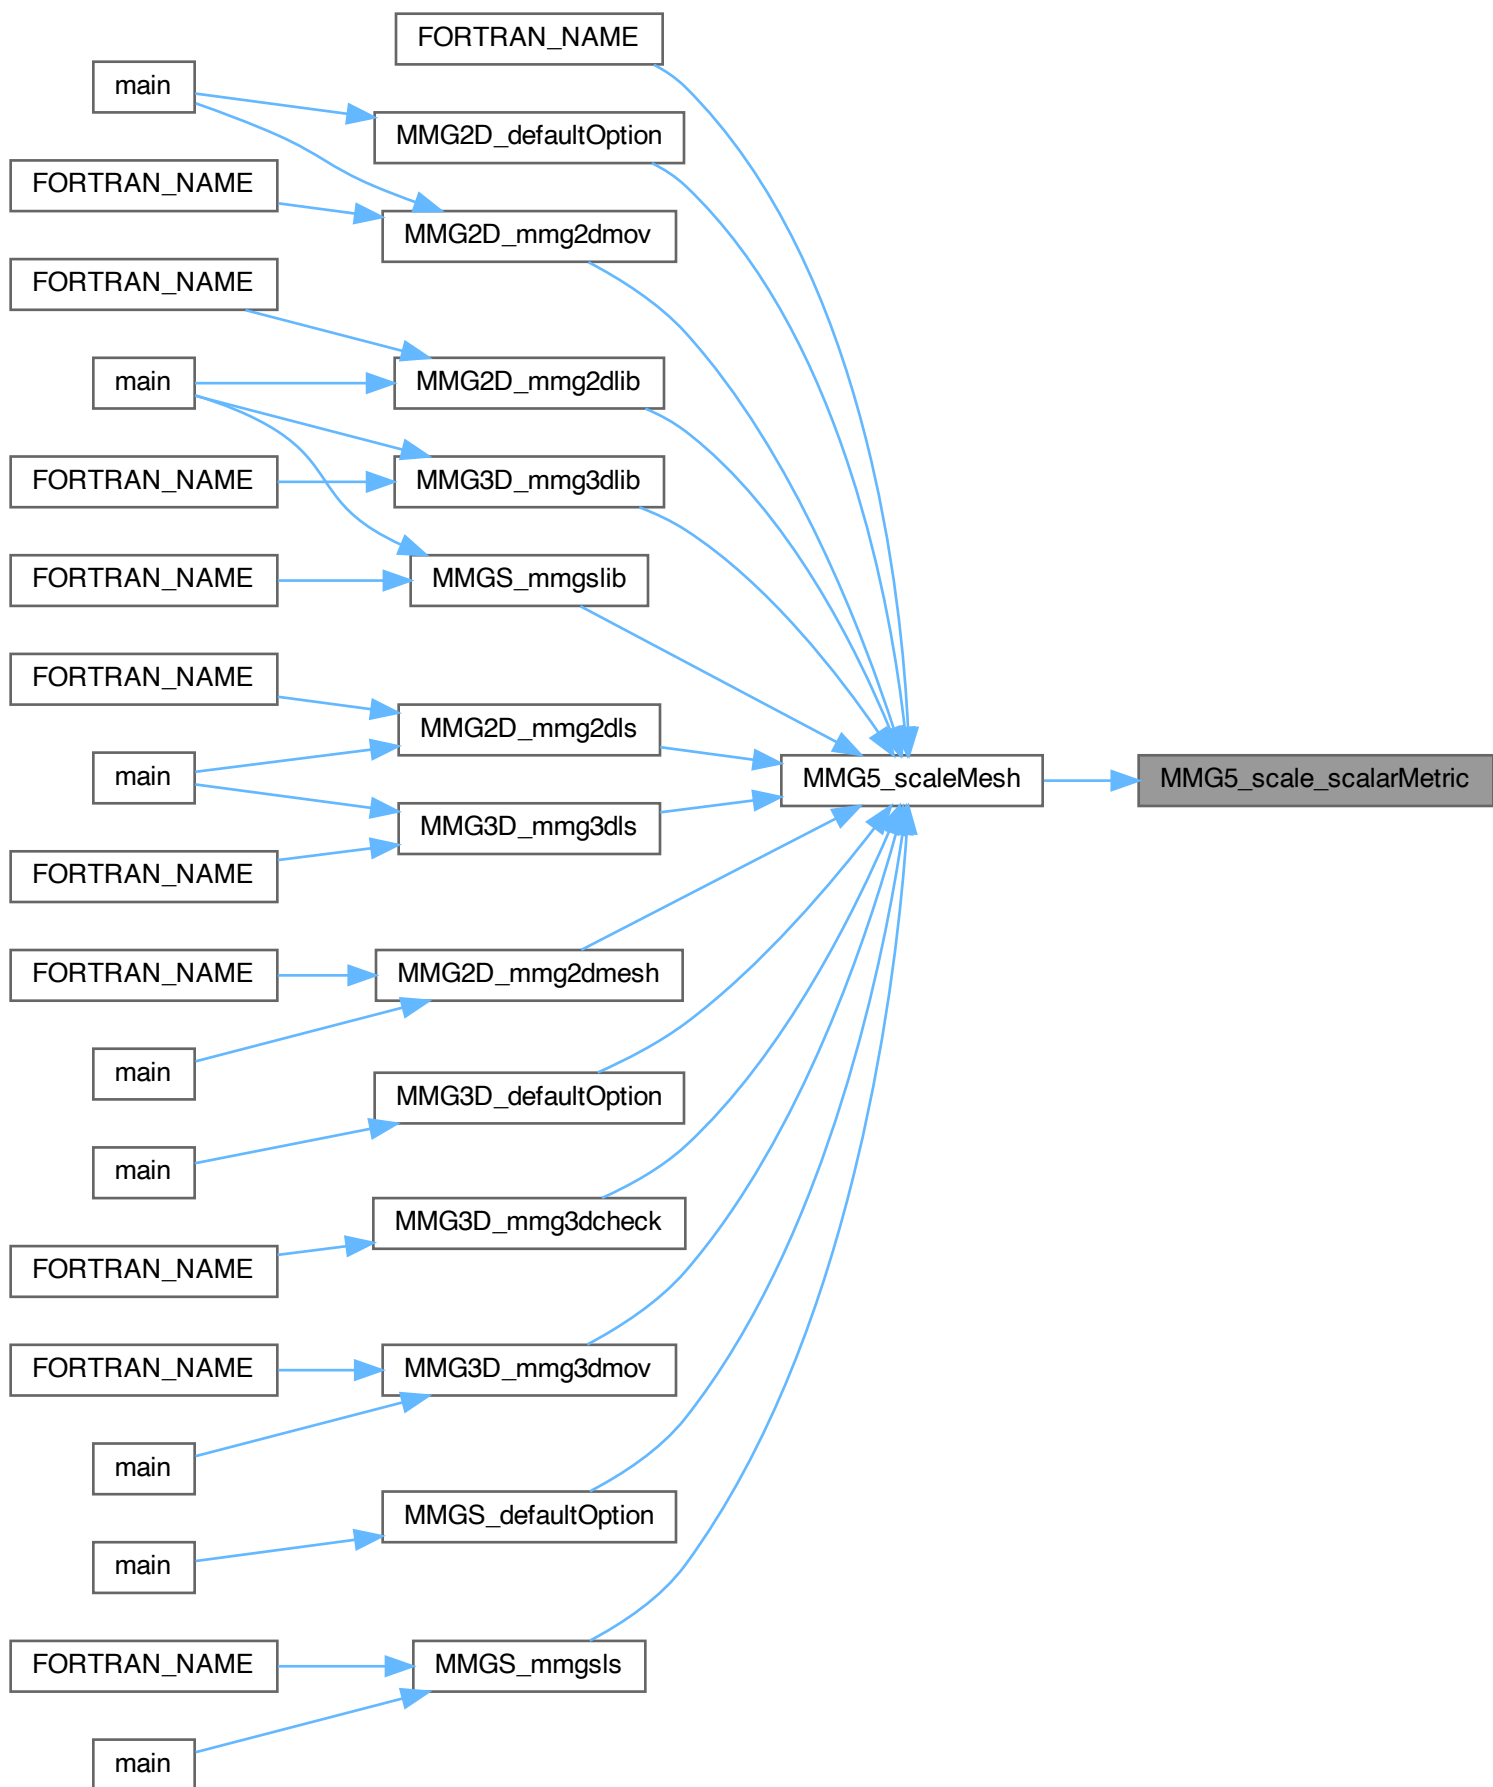 FORTRAN_NAME
main
MMG2D_defaultOption
FORTRAN_NAME
MMG2D_mmg2dmov
FORTRAN_NAME
main
MMG2D_mmg2dlib
FORTRAN_NAME
MMG3D_mmg3dlib
FORTRAN_NAME
MMGS_mmgslib
FORTRAN_NAME
MMG2D_mmg2dls
main
MMG5_scaleMesh
MMG5_scale_scalarMetric
MMG3D_mmg3dls
FORTRAN_NAME
FORTRAN_NAME
MMG2D_mmg2dmesh
main
MMG3D_defaultOption
main
MMG3D_mmg3dcheck
FORTRAN_NAME
FORTRAN_NAME
MMG3D_mmg3dmov
main
MMGS_defaultOption
main
FORTRAN_NAME
MMGS_mmgsls
main